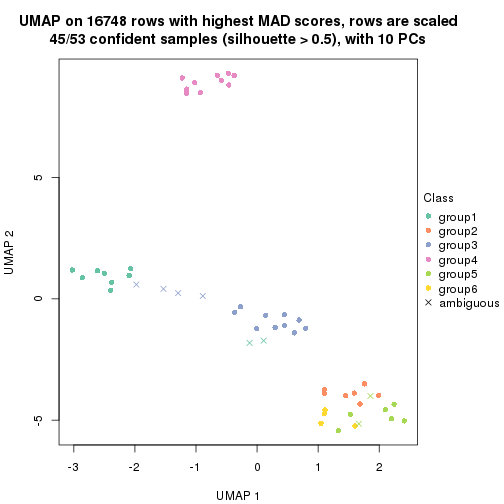 UMAP on 16748 rows with highest MAD scores, rows are scaled
45/53 confident samples (silhouette > 0.5), with 10 PCs
5
0
-5
UMAP 2
-3 -2 -1 0 1 2
UMAP 1
Class
group1
group2
group3
group4
group5
group6
ambiguous